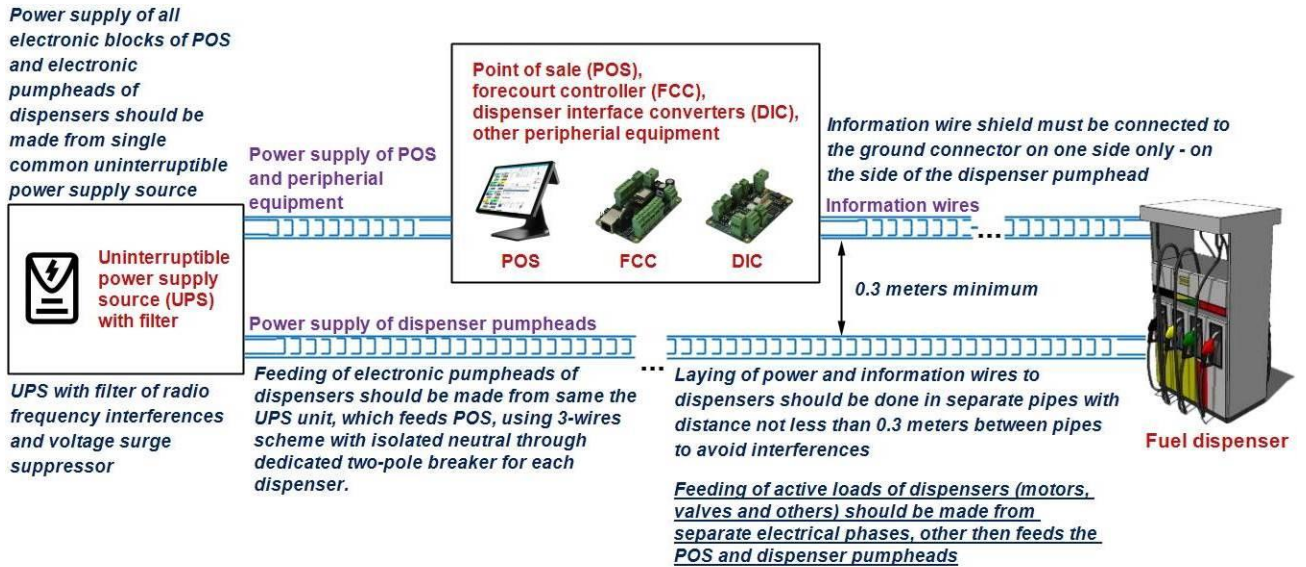 Power supply of all
electronic blocks of POS
and electronic
pumpheads of
dispensers should be
made from single
common uninterruptible
power supply source
Uninterruptible
power supply
source (UPS)
with filter
UPS with filter of radio
frequency interferences
and voltage surge
suppressor
Power supply of POS
and peripherial
equipment
Point of sale (POS),
forecourt controller (FCC),
dispenser interface converters (DIC),
other peripherial equipment
POS
FCC
DIC
Information wire shield must be connected to
the ground connector on one side only - on
the side of the dispenser pumphead
Information wires
...
0.3 meters minimum
Power supply of dispenser pumpheads
...
Feeding of electronic pumpheads of
dispensers should be made from same the
UPS unit, which feeds POS, using 3-wires
scheme with isolated neutral through
dedicated two-pole breaker for each
dispenser.
Laying of power and information wires to
dispensers should be done in separate pipes with
distance not less than 0.3 meters between pipes
to avoid interferences
Feeding of active loads of dispensers (motors,
valves and others) should be made from
separate electrical phases, other then feeds the
POS and dispenser pumpheads
Fuel dispenser